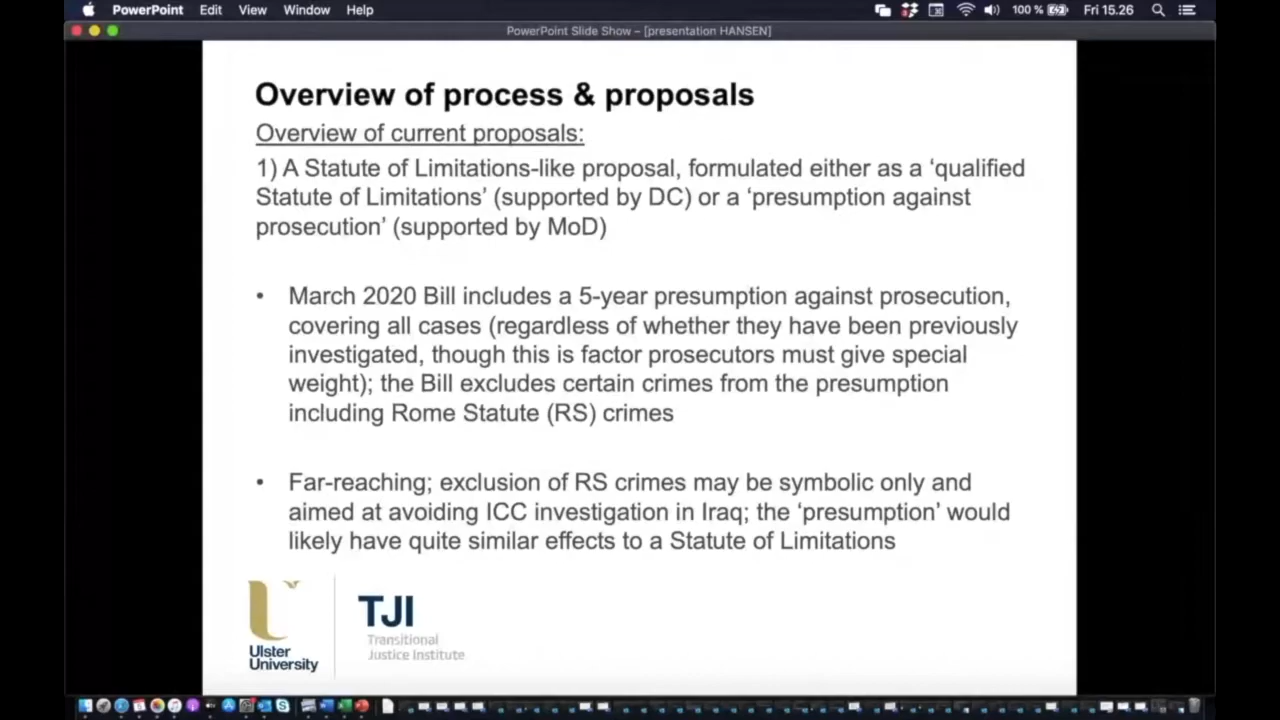 PowerPoint Edit View Window Help 100 % Fri 15.26
PowerPoint Slide Show – [presentation HANSEN]
Overview of process & proposals
Overview of current proposals:
1) A Statute of Limitations-like proposal, formulated either as a ‘qualified
Statute of Limitations’ (supported by DC) or a ‘presumption against
prosecution’ (supported by MoD)
• March 2020 Bill includes a 5-year presumption against prosecution,
covering all cases (regardless of whether they have been previously
investigated, though this is factor prosecutors must give special
weight); the Bill excludes certain crimes from the presumption
including Rome Statute (RS) crimes
• Far-reaching; exclusion of RS crimes may be symbolic only and
aimed at avoiding ICC investigation in Iraq; the ‘presumption’ would
likely have quite similar effects to a Statute of Limitations
Ulster
University
TJI
Transitional
Justice Institute